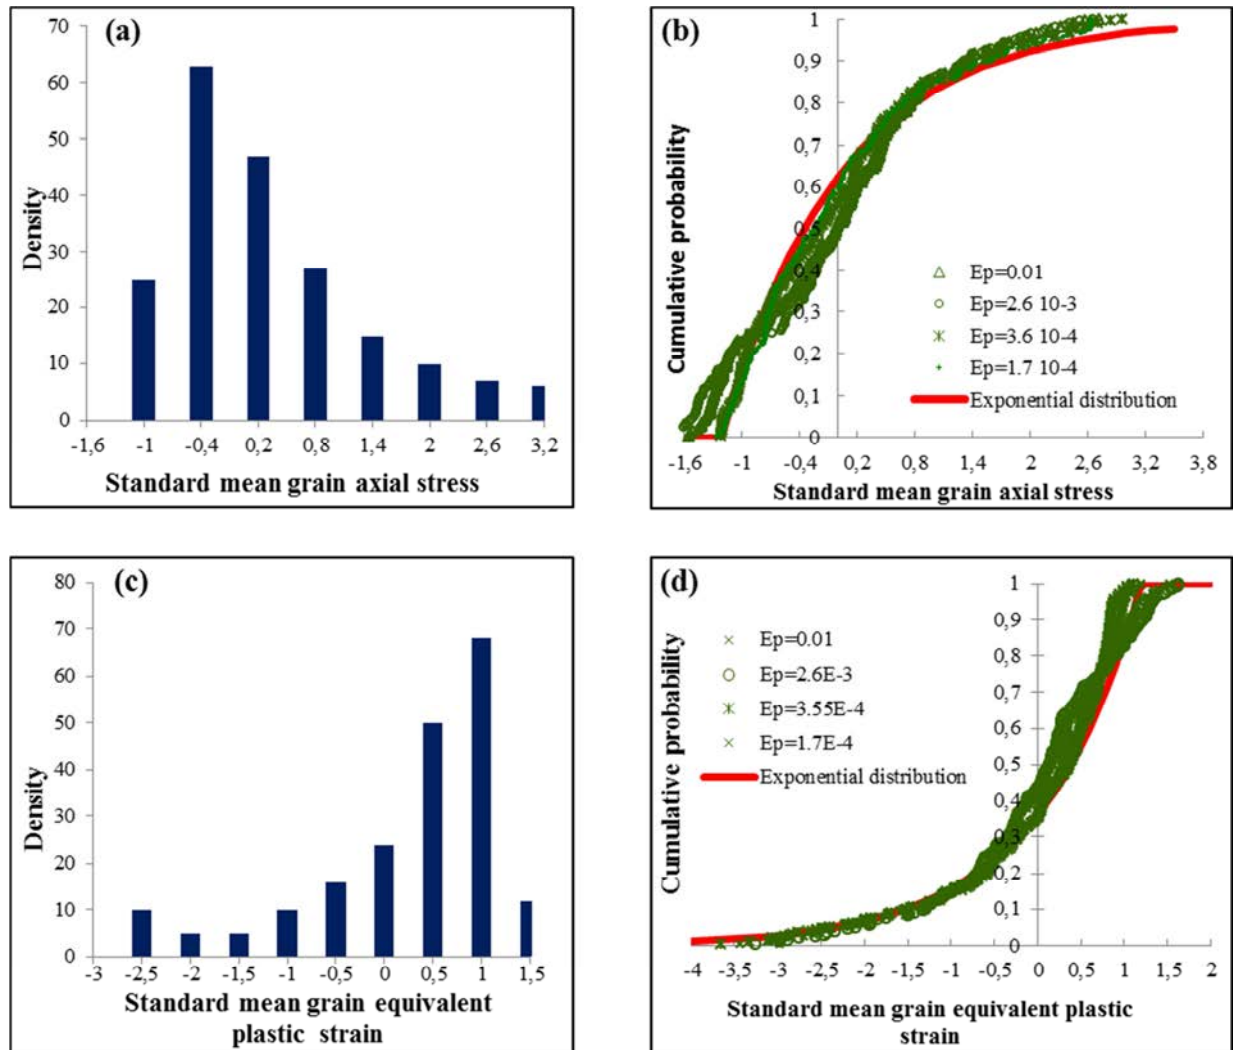 (a)
70
60
50
40
30
20
10
0
Density
-1,6 -1 -0,4 0,2 0,8 1,4 2 2,6 3,2
Standard mean grain axial stress
(b)
1
0,9
0,8
0,7
0,6
0,5
0,4
0,3
0,2
0,1
0
Cumulative probability
Ep=0.01
Ep=2.6 10-3
Ep=3.6 10-4
Ep=1.7 10-4
Exponential distribution
-1,6 -1 -0,4 0,2 0,8 1,4 2 2,6 3,2 3,8
Standard mean grain axial stress
(c)
80
70
60
50
40
30
20
10
0
Density
-3 -2,5 -2 -1,5 -1 -0,5 0 0,5 1 1,5
Standard mean grain equivalent
plastic strain
(d)
1
0,9
0,8
0,7
0,6
0,5
0,4
0,3
0,2
0,1
0
Cumulative probability
Ep=0.01
Ep=2.6E-3
Ep=3.55E-4
Ep=1.7E-4
Exponential distribution
-4 -3,5 -3 -2,5 -2 -1,5 -1 -0,5 0 0,5 1 1,5 2
Standard mean grain equivalent plastic
strain